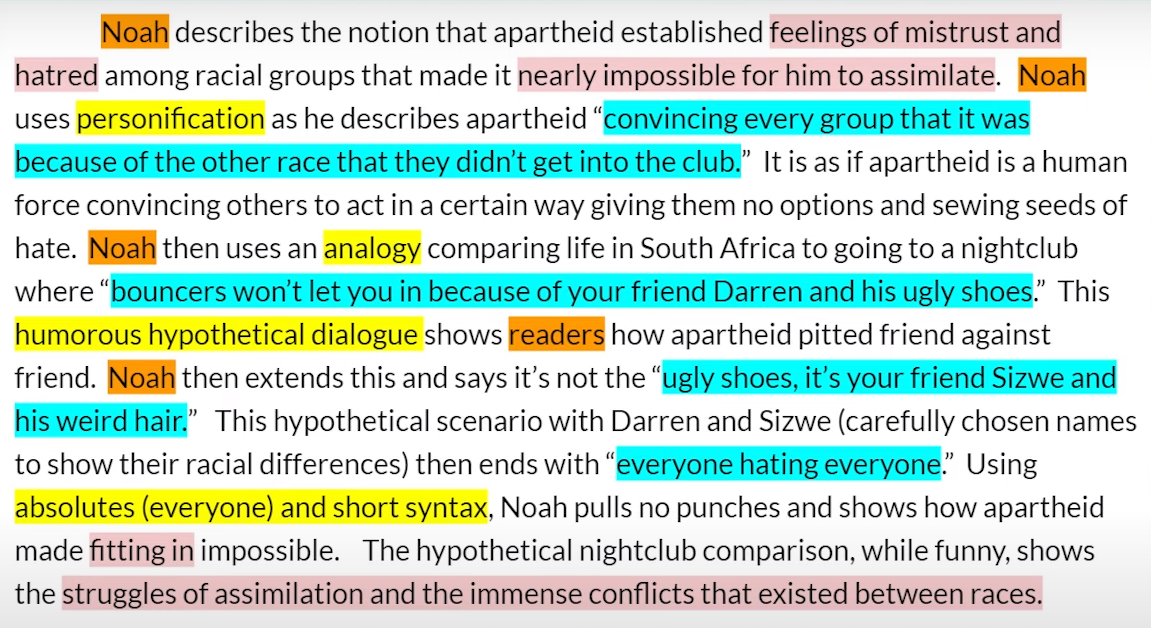 Noah describes the notion that apartheid established feelings of mistrust and
hatred among racial groups that made it nearly impossible for him to assimilate. Noah
uses personification as he describes apartheid “convincing every group that it was
because of the other race that they didn’t get into the club.” It is as if apartheid is a human
force convincing others to act in a certain way giving them no options and sewing seeds of
hate. Noah then uses an analogy comparing life in South Africa to going to a nightclub
where “bouncers won’t let you in because of your friend Darren and his ugly shoes.” This
humorous hypothetical dialogue shows readers how apartheid pitted friend against
friend. Noah then extends this and says it’s not the “ugly shoes, it’s your friend Sizwe and
his weird hair.” This hypothetical scenario with Darren and Sizwe (carefully chosen names
to show their racial differences) then ends with “everyone hating everyone.” Using
absolutes (everyone) and short syntax, Noah pulls no punches and shows how apartheid
made fitting in impossible. The hypothetical nightclub comparison, while funny, shows
the struggles of assimilation and the immense conflicts that existed between races.